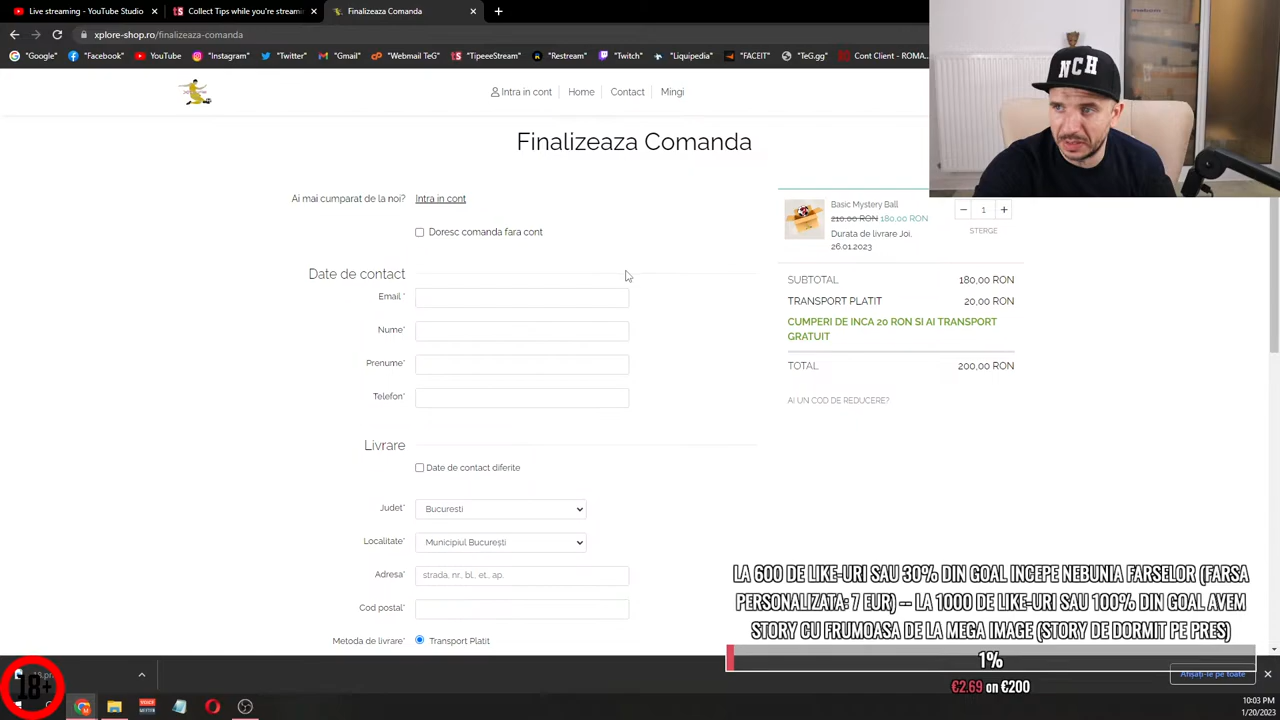 Live streaming - YouTube Studio
Collect Tips while you're streamin
Finalizeaza Comanda
xplore-shop.ro/finalizeaza-comanda
"Google"
"Facebook"
YouTube
"Instagram"
"Twitter"
"Gmail"
"Webmail TeG"
"TipeeeStream"
"Restream"
"Twitch"
"Liquipedia"
"FACEIT"
"TeG.gg"
Cont Client - ROMA
NCH
Intra in cont
Home
Contact
Mingi
Finalizeaza Comanda
Ai mai cumparat de la noi? Intra in cont
Doresc comanda fara cont
Date de contact
Email *
Nume*
Prenume*
Telefon*
Livrare
Date de contact diferite
Judet* Bucuresti
Localitate* Municipiul București
Adresa* strada, nr., bl., et., ap.
Cod postal*
Metoda de livrare* Transport Platit
Basic Mystery Ball
210,00 RON 180,00 RON
Durata de livrare Joi,
26.01.2023
1
STERGE
SUBTOTAL 180,00 RON
TRANSPORT PLATIT 20,00 RON
CUMPERI DE INCA 20 RON SI AI TRANSPORT
GRATUIT
TOTAL 200,00 RON
AI UN COD DE REDUCERE?
LA 600 DE LIKE-URI SAU 30% DIN GOAL INCEPE NEBUNIA FARSELOR (FARSA
PERSONALIZATA: 7 EUR) -- LA 1000 DE LIKE-URI SAU 100% DIN GOAL AVEM
STORY CU FRUMOASA DE LA MEGA IMAGE (STORY DE DORMIT PE PRES)
1%
€2.69 on €200
Afișați-le pe toate
18+
10:03 PM
1/20/2023